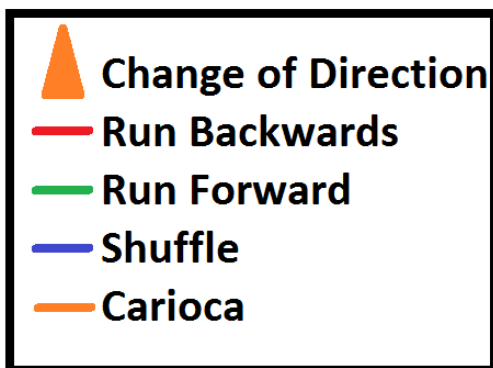 Change of Direction
Run Backwards
Run Forward
Shuffle
Carioca